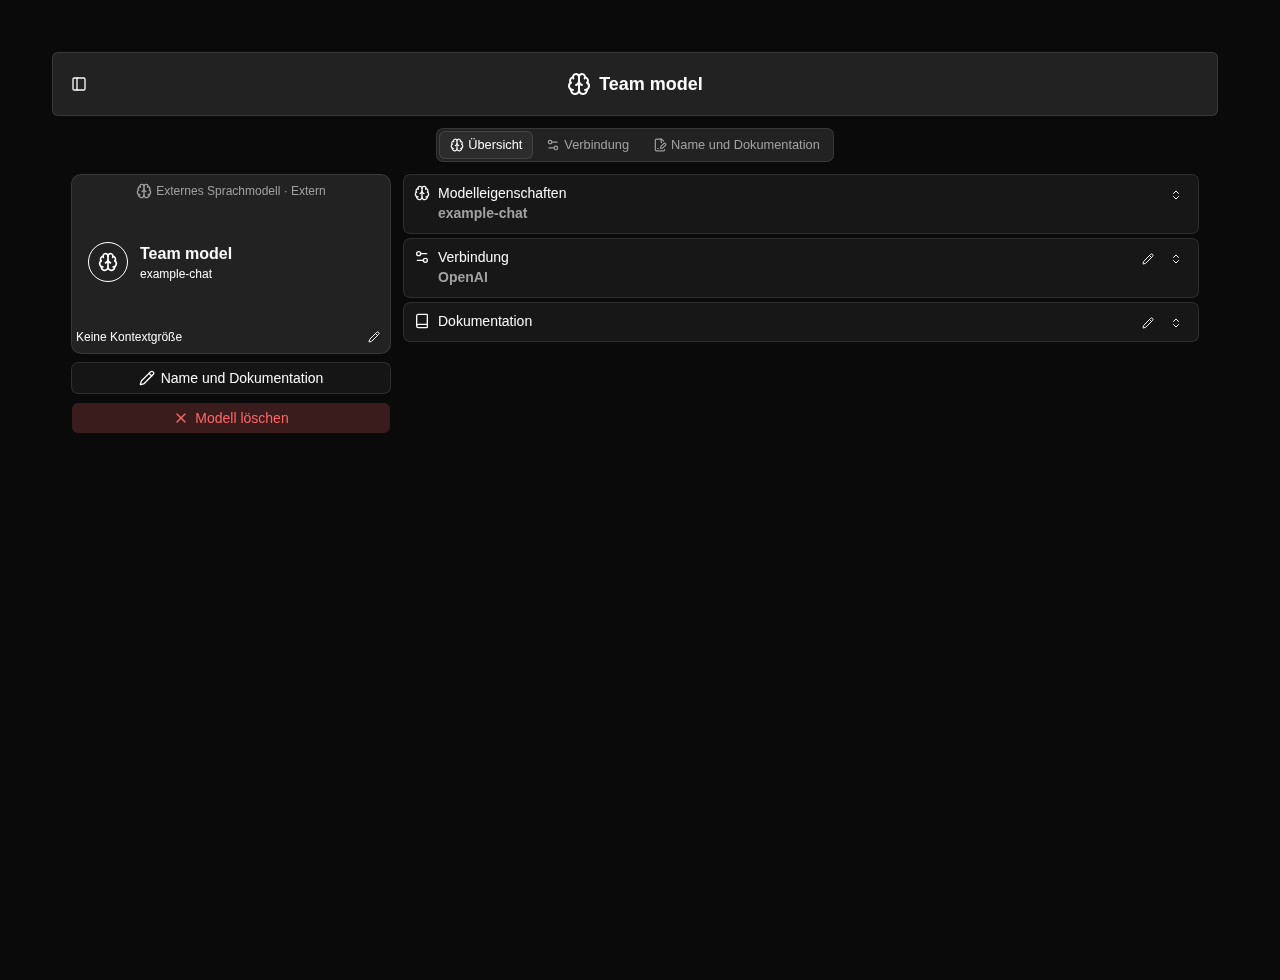 Team model
Übersicht
Verbindung
Name und Dokumentation
Externes Sprachmodell · Extern
Team model
example-chat
Keine Kontextgröße
Name und Dokumentation
Modell löschen
Modelleigenschaften
example-chat
Verbindung
OpenAI
Dokumentation